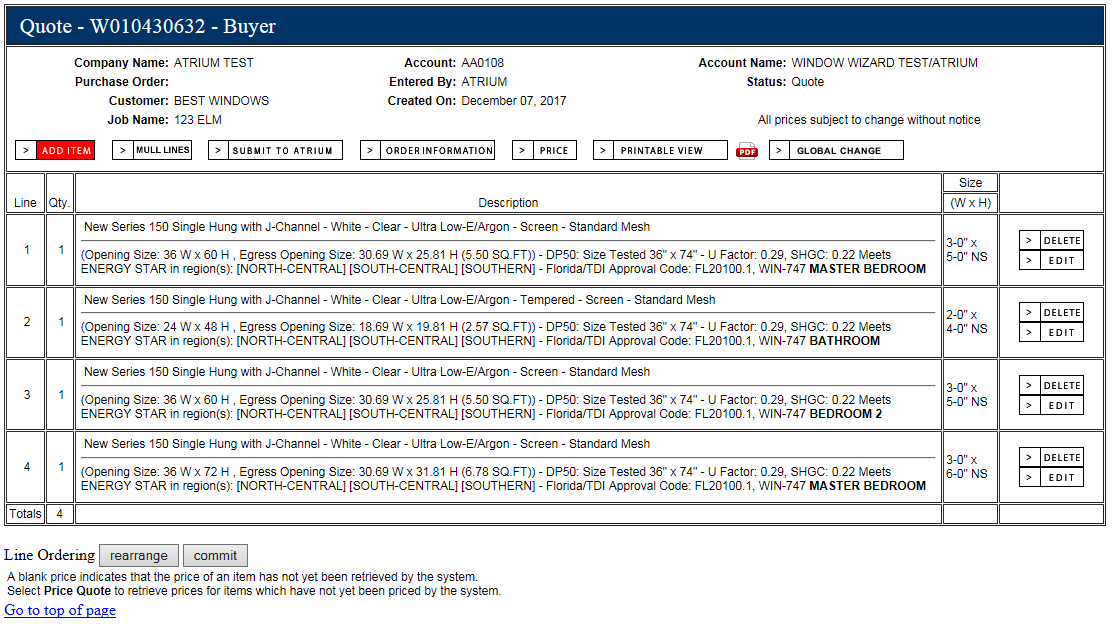 Quote - W010430632 - Buyer
Company Name: ATRIUM TEST Account: AA0108 Account Name: WINDOW WIZARD TEST/ATRIUM
Purchase Order: Entered By: ATRIUM Status: Quote
Customer: BEST WINDOWS Created On: December 07, 2017
Job Name: 123 ELM All prices subject to change without notice
> ADD ITEM > MULL LINES > SUBMIT TO ATRIUM > ORDER INFORMATION > PRICE > PRINTABLE VIEW PDF > GLOBAL CHANGE
Size
Line Qty. Description (W x H)
New Series 150 Single Hung with J-Channel - White - Clear - Ultra Low-E/Argon - Screen - Standard Mesh
1 1 (Opening Size: 36 W x 60 H , Egress Opening Size: 30.69 W x 25.81 H (5.50 SQ.FT)) - DP50: Size Tested 36" x 74" - U Factor: 0.29, SHGC: 0.22 Meets 3-0" x > DELETE
ENERGY STAR in region(s): [NORTH-CENTRAL] [SOUTH-CENTRAL] [SOUTHERN] - Florida/TDI Approval Code: FL20100.1, WIN-747 MASTER BEDROOM 5-0" NS > EDIT
New Series 150 Single Hung with J-Channel - White - Clear - Ultra Low-E/Argon - Tempered - Screen - Standard Mesh
2 1 (Opening Size: 24 W x 48 H , Egress Opening Size: 18.69 W x 19.81 H (2.57 SQ.FT)) - DP50: Size Tested 36" x 74" - U Factor: 0.29, SHGC: 0.22 Meets 2-0" x > DELETE
ENERGY STAR in region(s): [NORTH-CENTRAL] [SOUTH-CENTRAL] [SOUTHERN] - Florida/TDI Approval Code: FL20100.1, WIN-747 BATHROOM 4-0" NS > EDIT
New Series 150 Single Hung with J-Channel - White - Clear - Ultra Low-E/Argon - Screen - Standard Mesh
3 1 (Opening Size: 36 W x 60 H , Egress Opening Size: 30.69 W x 25.81 H (5.50 SQ.FT)) - DP50: Size Tested 36" x 74" - U Factor: 0.29, SHGC: 0.22 Meets 3-0" x > DELETE
ENERGY STAR in region(s): [NORTH-CENTRAL] [SOUTH-CENTRAL] [SOUTHERN] - Florida/TDI Approval Code: FL20100.1, WIN-747 BEDROOM 2 5-0" NS > EDIT
New Series 150 Single Hung with J-Channel - White - Clear - Ultra Low-E/Argon - Screen - Standard Mesh
4 1 (Opening Size: 36 W x 72 H , Egress Opening Size: 30.69 W x 31.81 H (6.78 SQ.FT)) - DP50: Size Tested 36" x 74" - U Factor: 0.29, SHGC: 0.22 Meets 3-0" x > DELETE
ENERGY STAR in region(s): [NORTH-CENTRAL] [SOUTH-CENTRAL] [SOUTHERN] - Florida/TDI Approval Code: FL20100.1, WIN-747 MASTER BEDROOM 6-0" NS > EDIT
Totals 4
Line Ordering rearrange commit
A blank price indicates that the price of an item has not yet been retrieved by the system.
Select Price Quote to retrieve prices for items which have not yet been priced by the system.
Go to top of page